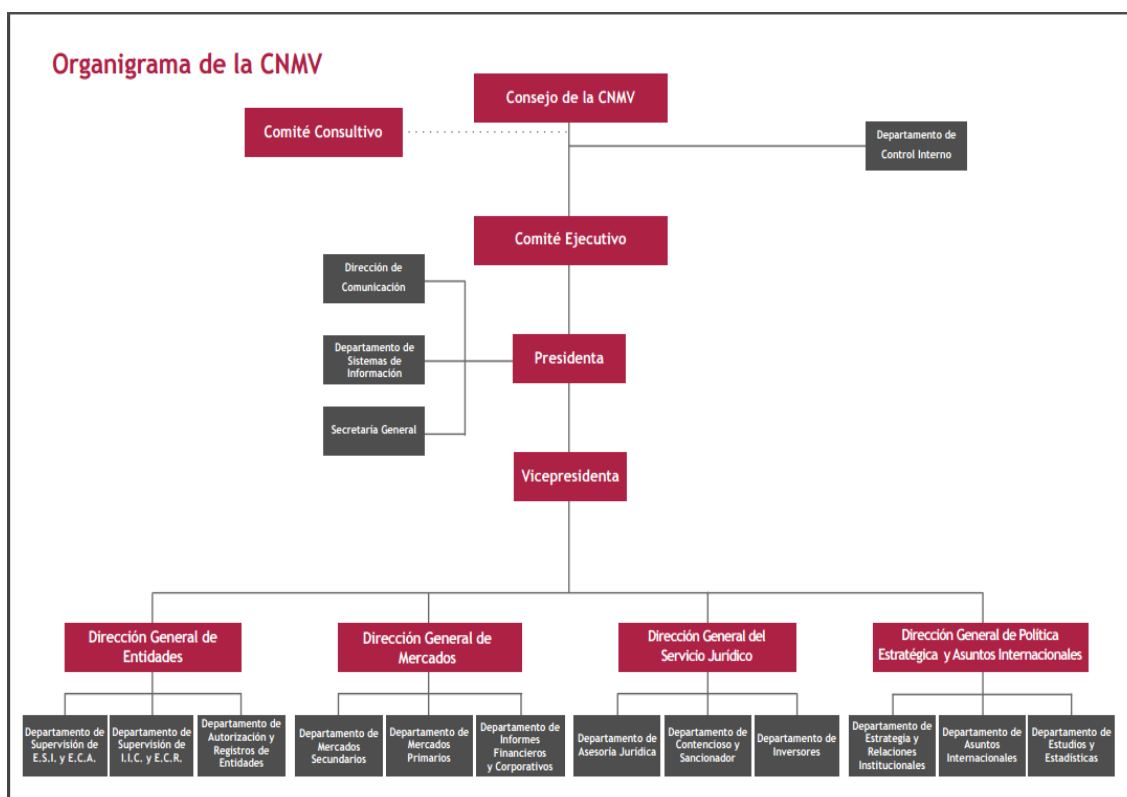 Organigrama de la CNMV
Consejo de la CNMV
Comité Consultivo
Departamento de
Control Interno
Comité Ejecutivo
Dirección de
Comunicación
Departamento de
Sistemas de
Información
Presidenta
Secretaria General
Vicepresidenta
Dirección General de
Entidades
Dirección General de
Mercados
Dirección General del
Servicio Jurídico
Dirección General de Política
Estratégica y Asuntos Internacionales
Departamento de
Supervisión de
E.S.I. y E.C.A.
Departamento de
Supervisión de
I.I.C. y E.C.R.
Departamento de
Autorización y
Registros de
Entidades
Departamento de
Mercados
Secundarios
Departamento de
Mercados
Primarios
Departamento de
Informes
Financieros
y Corporativos
Departamento de
Asesoría Jurídica
Departamento de
Contencioso y
Sancionador
Departamento de
Inversores
Departamento de
Estrategia y
Relaciones
Institucionales
Departamento de
Asuntos
Internacionales
Departamento de
Estudios y
Estadísticas